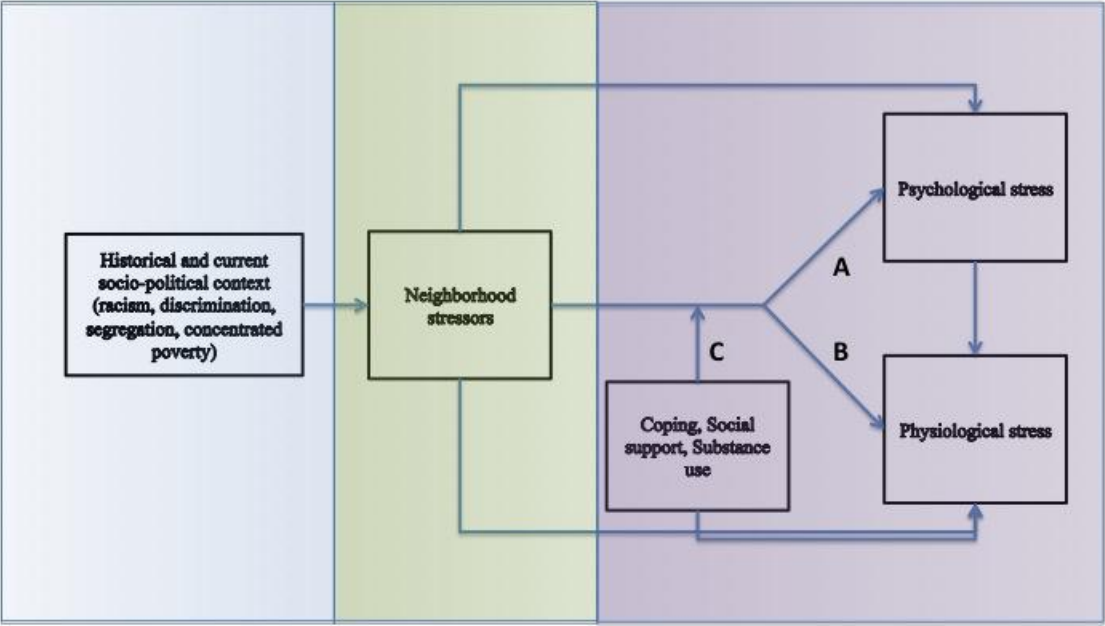 Historical and current
socio-political context
(racism, discrimination,
segregation, concentrated
poverty)
Neighborhood
stressors
Coping, Social
support, Substance
use
Psychological stress
Physiological stress
A
B
C